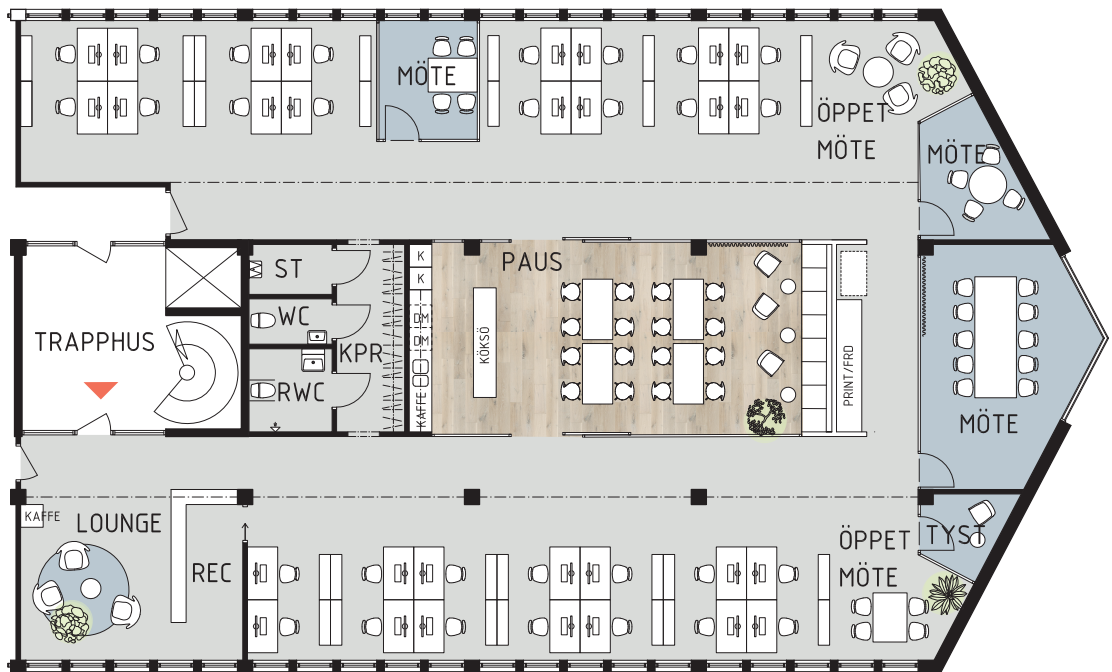 MÖTE
ÖPPET
MÖTE
MÖTE
ST
K
K
PAUS
WC
DM
DM
TRAPPHUS
KPR
KÖKSÖ
RWC
KAFFE
PRINT/FRD
MÖTE
KAFFE
LOUNGE
REC
ÖPPET
MÖTE
TYST